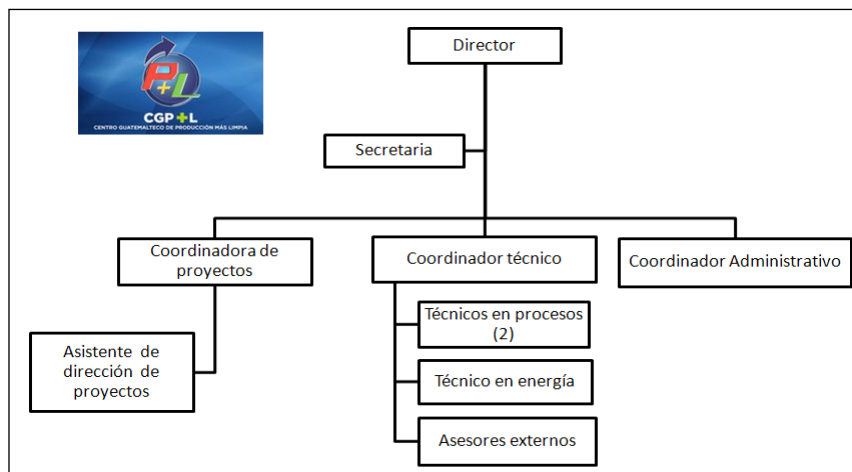 Director
P+L
CGP+L
CENTRO GUATEMALTECO DE PRODUCCIÓN MÁS LIMPIA
Secretaria
Coordinadora de
proyectos
Coordinador técnico
Coordinador Administrativo
Asistente de
dirección de
proyectos
Técnicos en procesos
(2)
Técnico en energía
Asesores externos